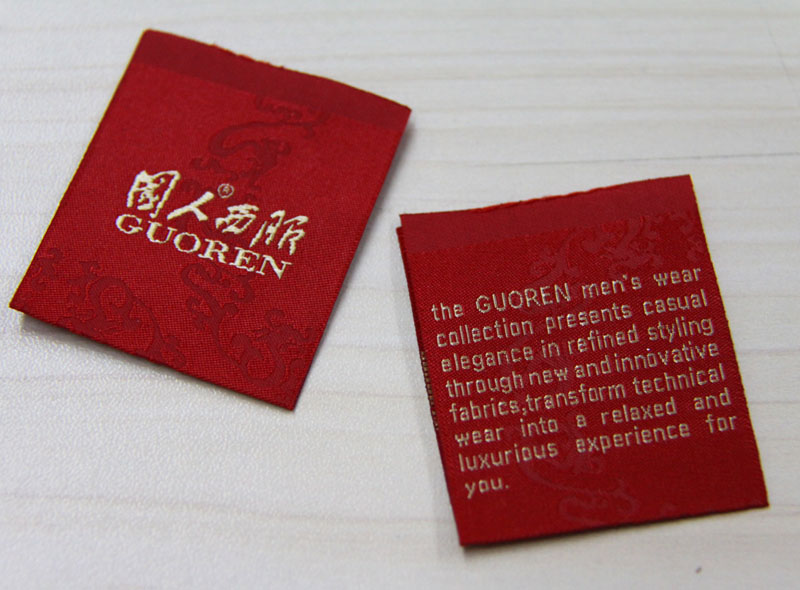 國人西服
®
GUOREN
the GUOREN men's wear
collection presents casual
elegance in refined styling
through new and innovative
fabrics,transform technical
wear into a relaxed and
luxurious experience for
you.